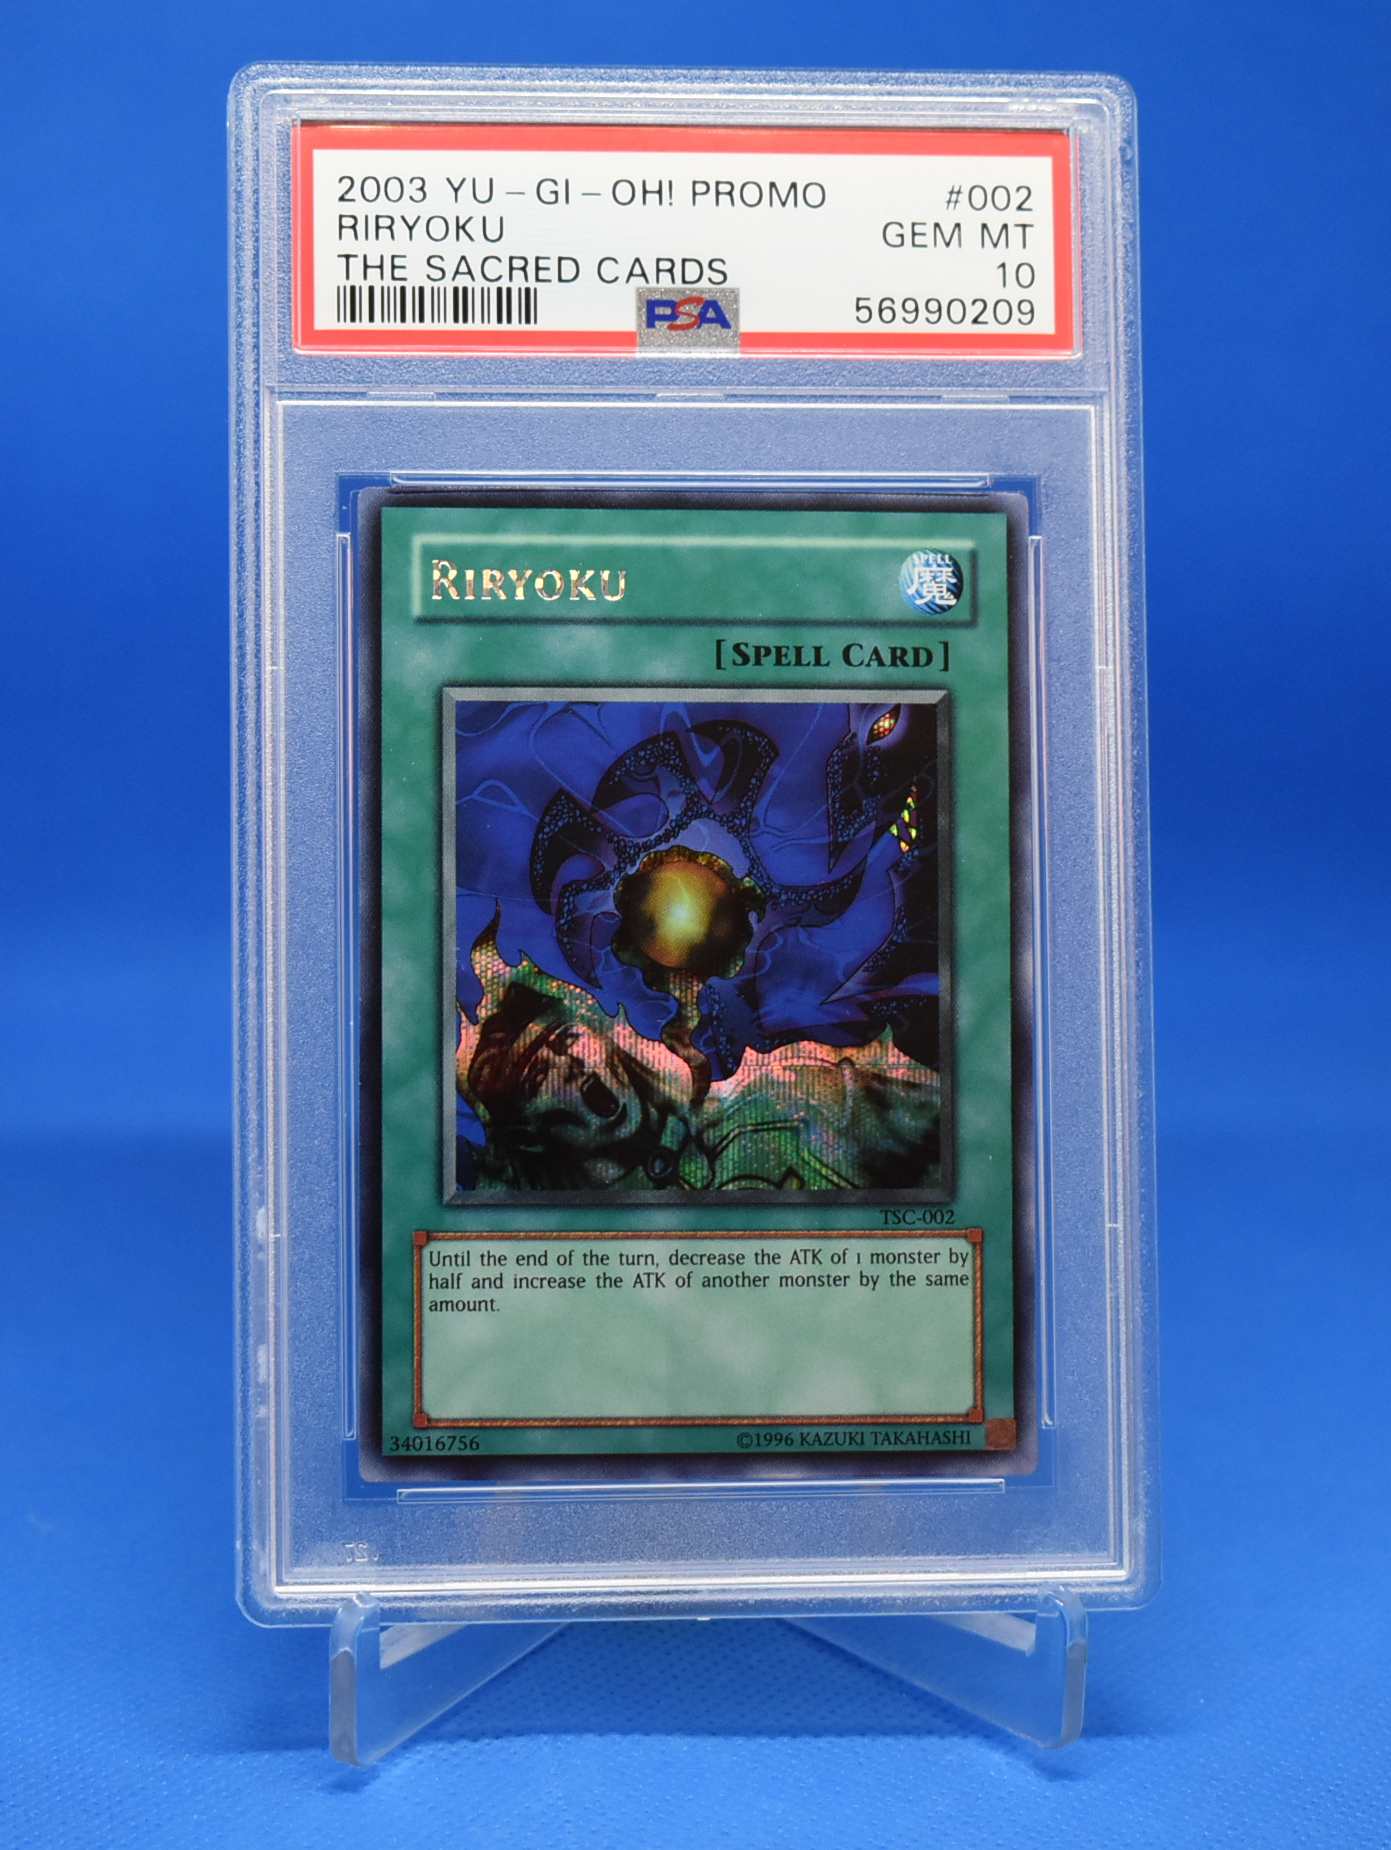 2003 YU-GI-OH! PROMO #002
RIRYOKU GEM MT
THE SACRED CARDS 10
PSA 56990209
RIRYOKU
SPELL
魔
[SPELL CARD]
TSC-002
Until the end of the turn, decrease the ATK of 1 monster by
half and increase the ATK of another monster by the same
amount.
34016756 ©1996 KAZUKI TAKAHASHI